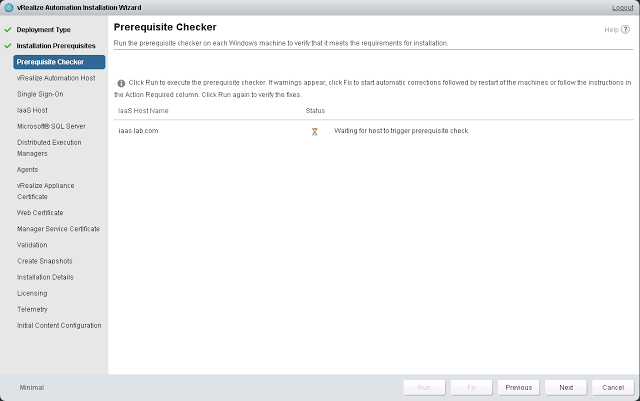 vRealize Automation Installation Wizard
Logout
Deployment Type
Installation Prerequisites
Prerequisite Checker
vRealize Automation Host
Single Sign-On
IaaS Host
Microsoft® SQL Server
Distributed Execution
Managers
Agents
vRealize Appliance
Certificate
Web Certificate
Manager Service Certificate
Validation
Create Snapshots
Installation Details
Licensing
Telemetry
Initial Content Configuration
Prerequisite Checker
Help ?
Run the prerequisite checker on each Windows machine to verify that it meets the requirements for installation.
Click Run to execute the prerequisite checker. If warnings appear, click Fix to start automatic corrections followed by restart of the machines or follow the instructions in
the Action Required column. Click Run again to verify the fixes.
IaaS Host Name Status
iaas.lab.com Waiting for host to trigger prerequisite check.
Minimal
Run Fix Previous Next Cancel